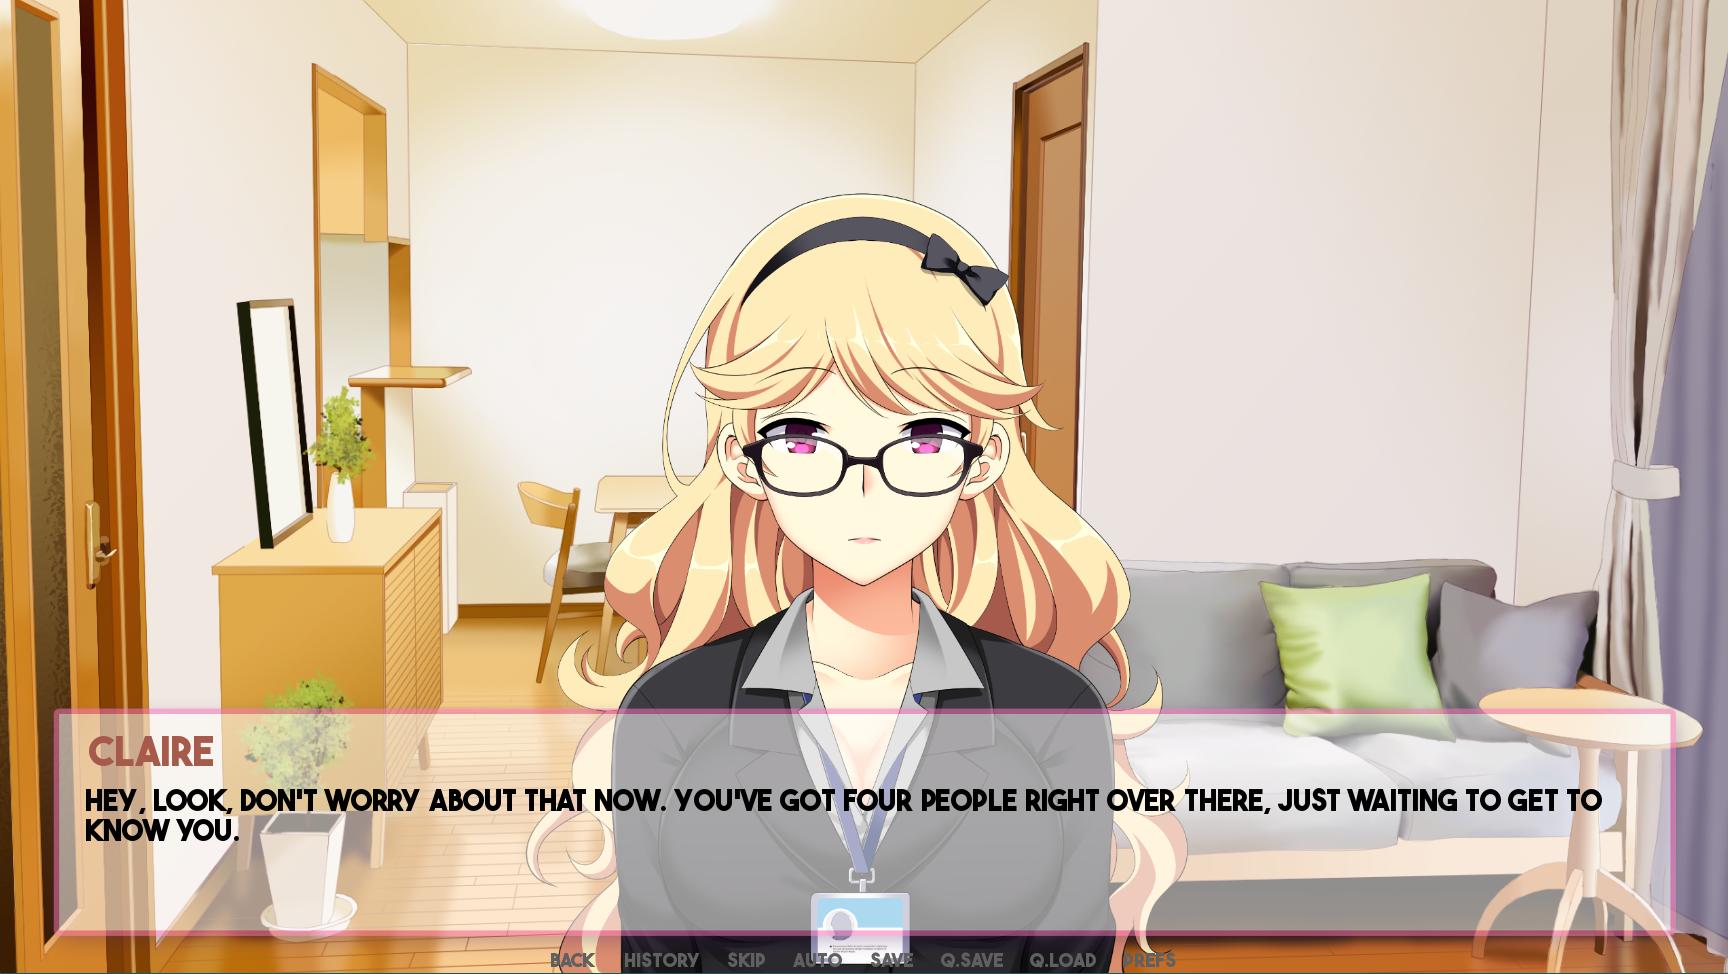 CLAIRE
HEY, LOOK, DON'T WORRY ABOUT THAT NOW. YOU'VE GOT FOUR PEOPLE RIGHT OVER THERE, JUST WAITING TO GET TO
KNOW YOU.
BACK HISTORY SKIP AUTO SAVE Q.SAVE Q.LOAD PREFS